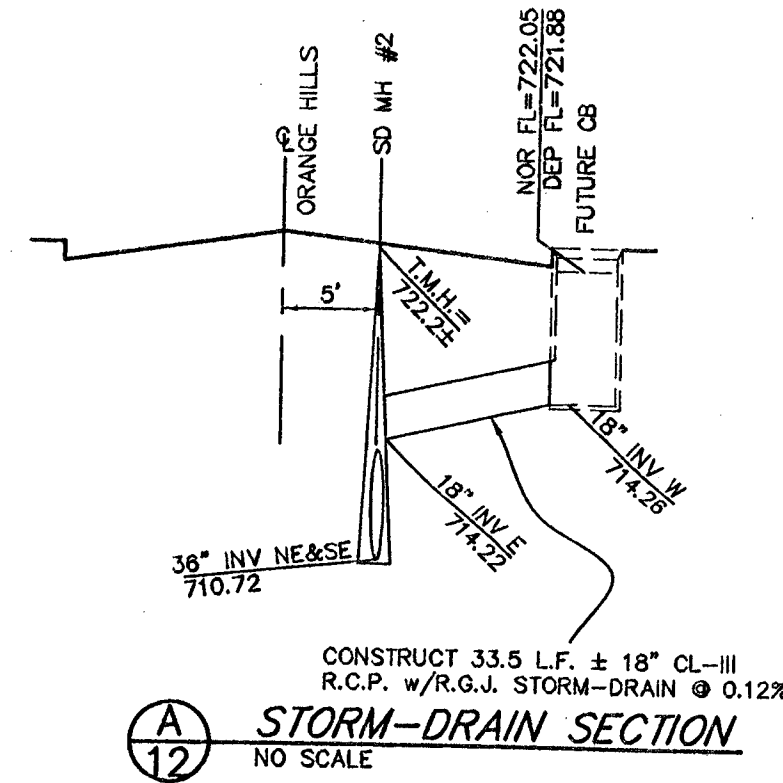 ℄
ORANGE HILLS
SD MH #2
NOR FL=722.05
DEP FL=721.88
FUTURE CB
5'
T.M.H.=
722.2±
18" INV W
714.26
18" INV E
714.22
36" INV NE&SE
710.72
CONSTRUCT 33.5 L.F. ± 18" CL-III
R.C.P. w/R.G.J. STORM-DRAIN @ 0.12%
A
12
STORM-DRAIN SECTION
NO SCALE